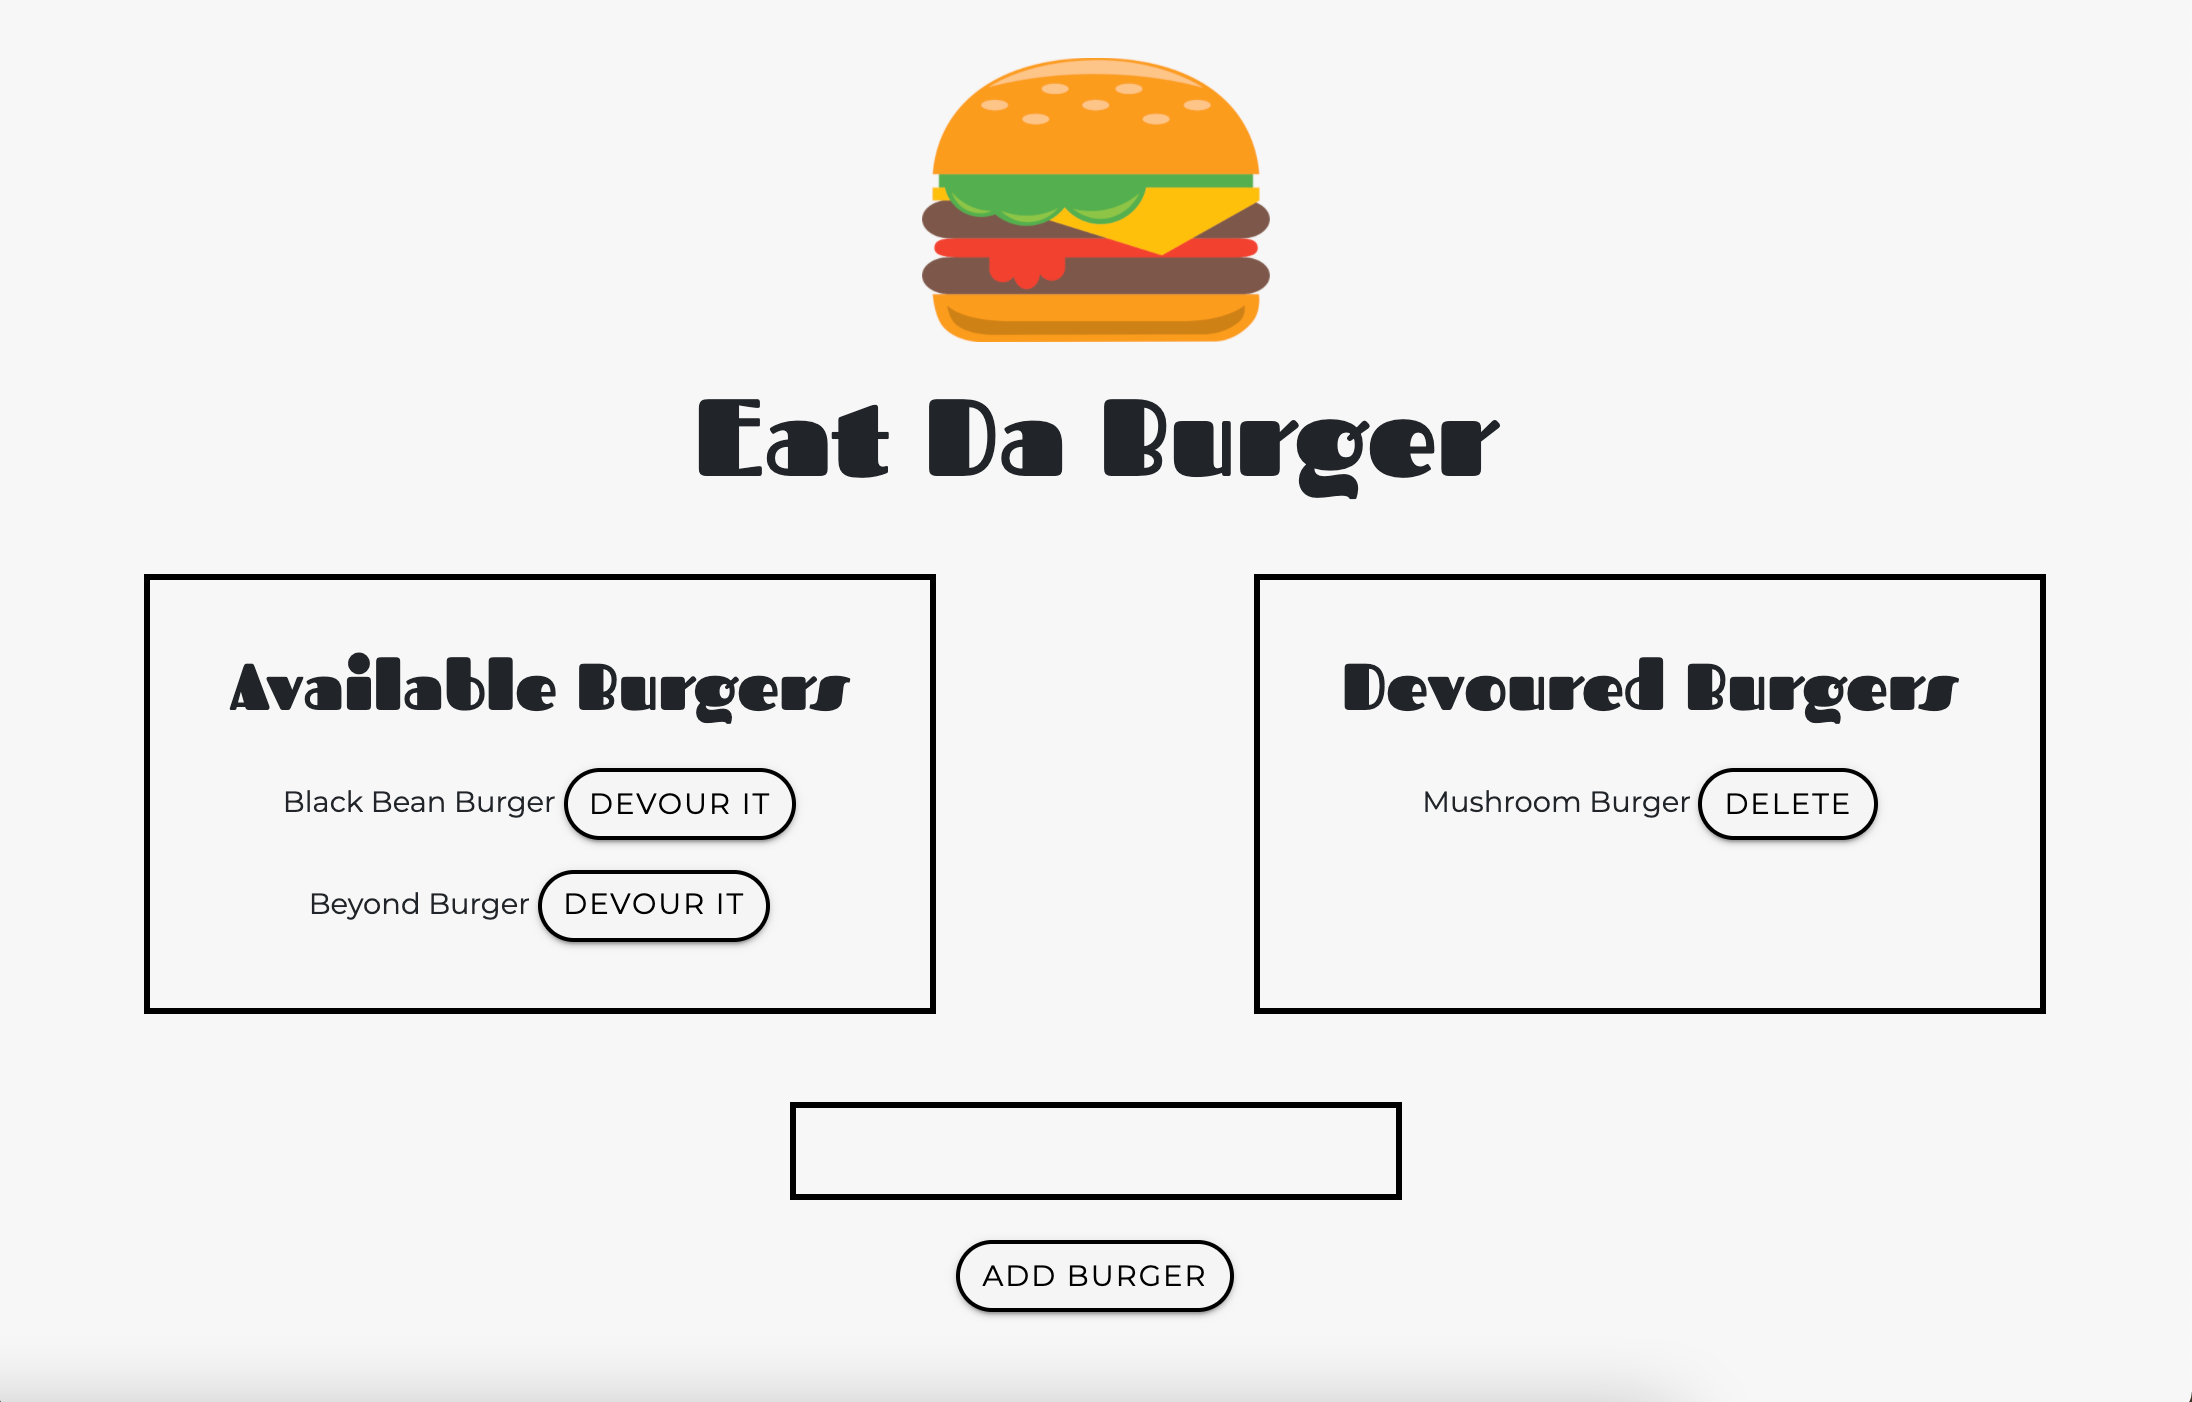 Eat Da Burger
Available Burgers
Black Bean Burger DEVOUR IT
Beyond Burger DEVOUR IT
Devoured Burgers
Mushroom Burger DELETE
ADD BURGER